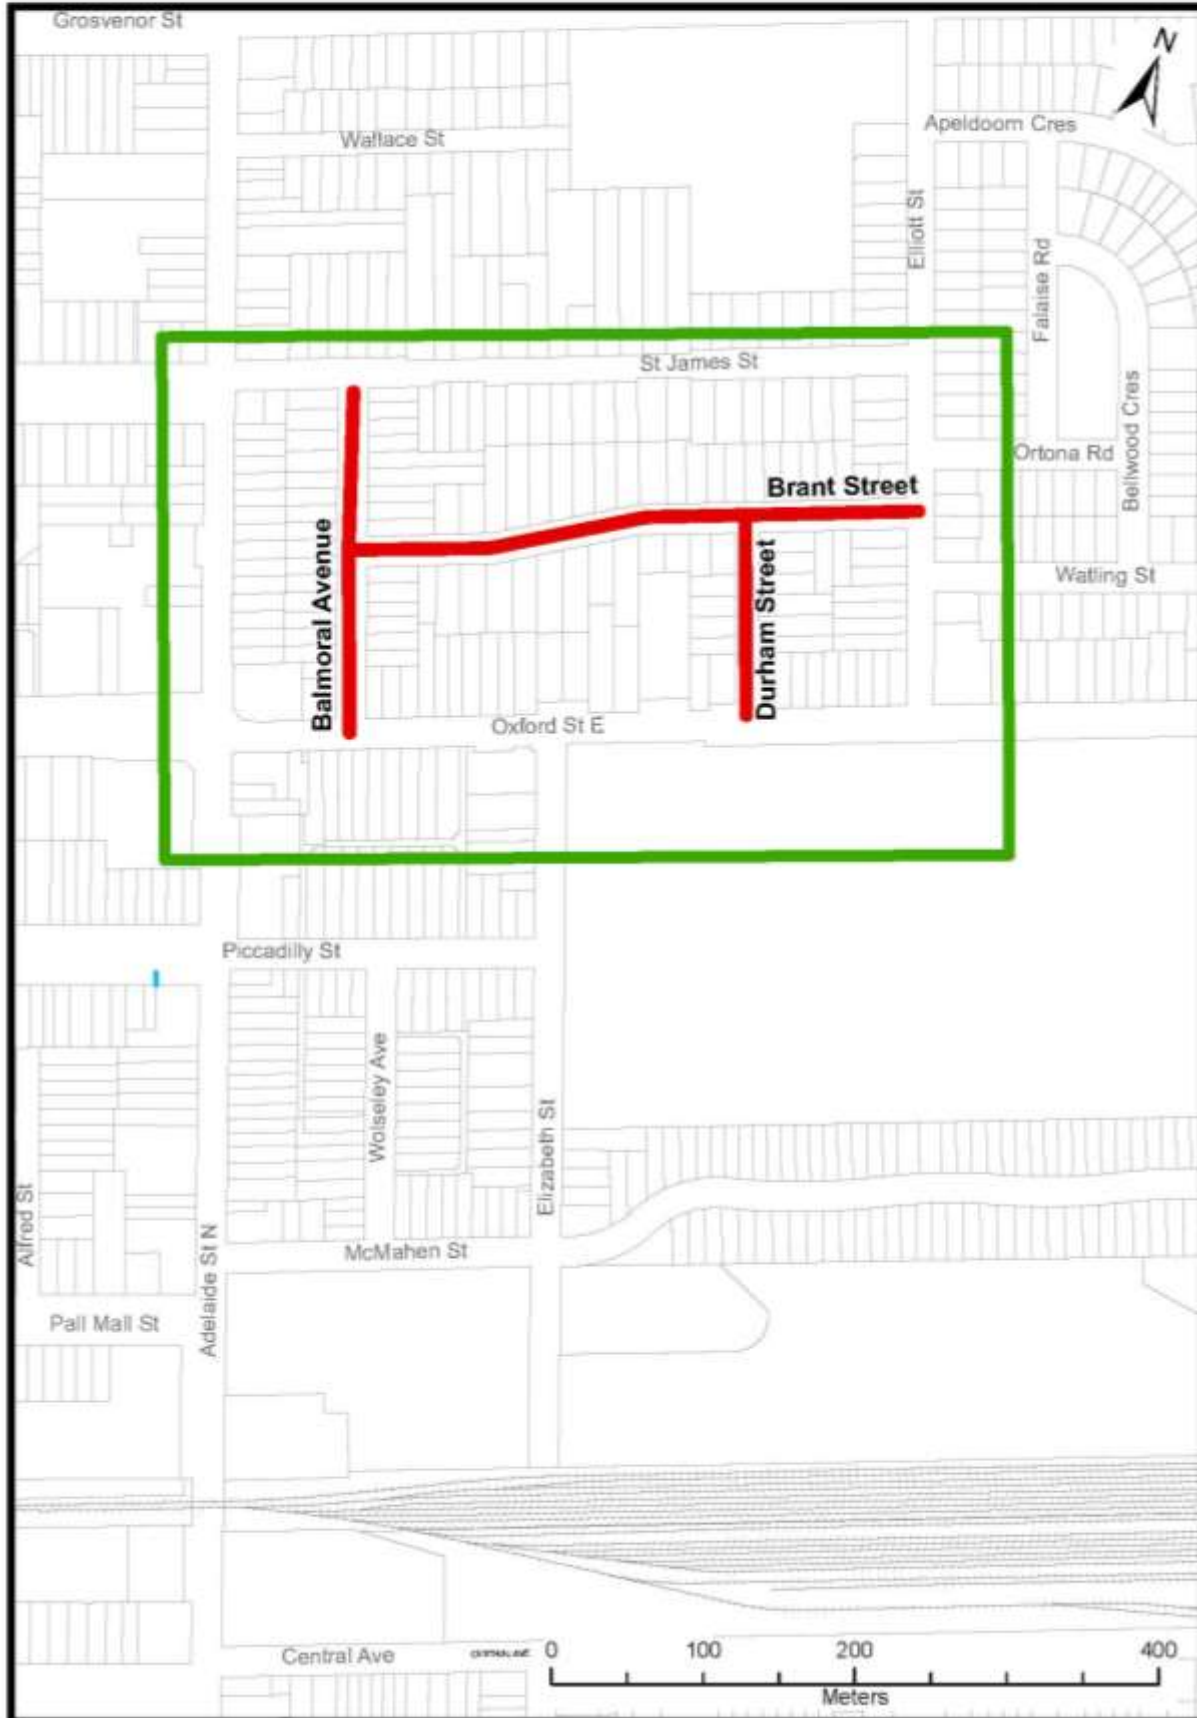 Grosvenor St
N
Wallace St
Apeldoorn Cres
Elliott St
Falaise Rd
St James St
Bellwood Cres
Ortona Rd
Brant Street
Balmoral Avenue
Durham Street
Watling St
Oxford St E
Piccadilly St
Wolseley Ave
Elizabeth St
Alfred St
Adelaide St N
McMahen St
Pall Mall St
Central Ave
CENTRAL AVE
0 100 200 400
Meters